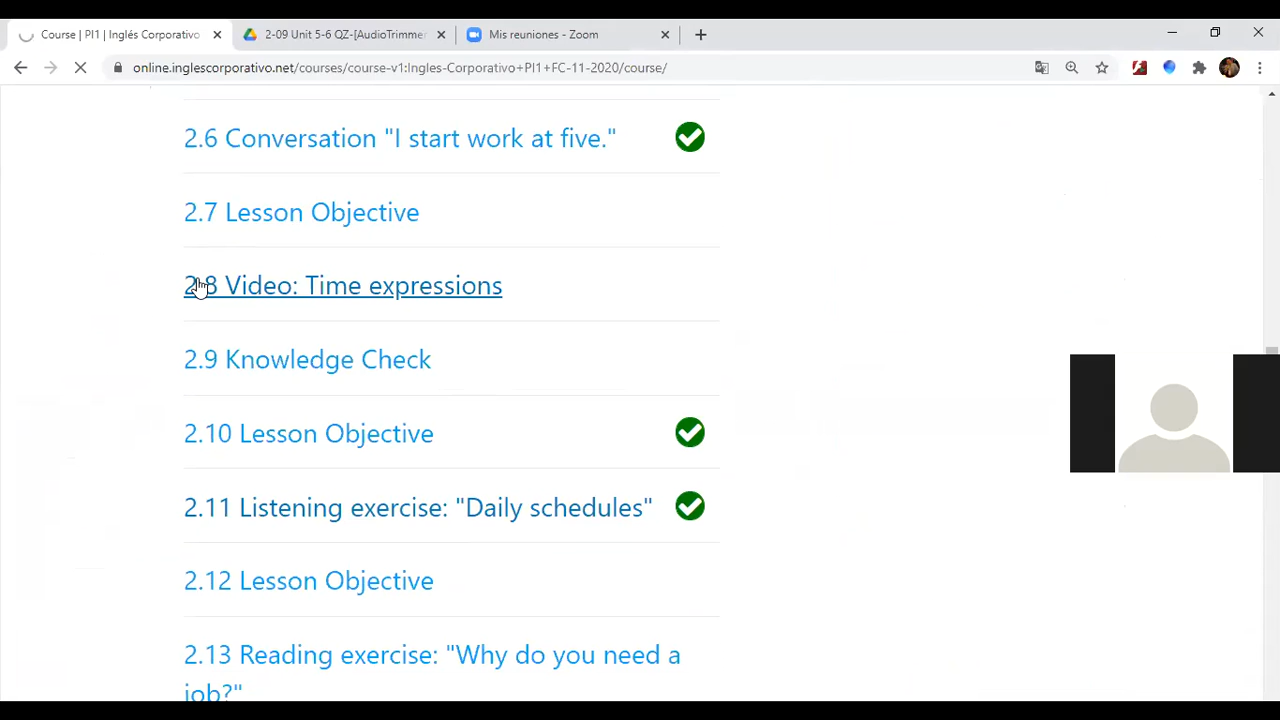 Course | PI1 | Inglés Corporativo
2-09 Unit 5-6 QZ-[AudioTrimmer
Mis reuniones - Zoom
online.inglescorporativo.net/courses/course-v1:Ingles-Corporativo+PI1+FC-11-2020/course/
2.6 Conversation "I start work at five."
2.7 Lesson Objective
2.8 Video: Time expressions
2.9 Knowledge Check
2.10 Lesson Objective
2.11 Listening exercise: "Daily schedules"
2.12 Lesson Objective
2.13 Reading exercise: "Why do you need a
job?"